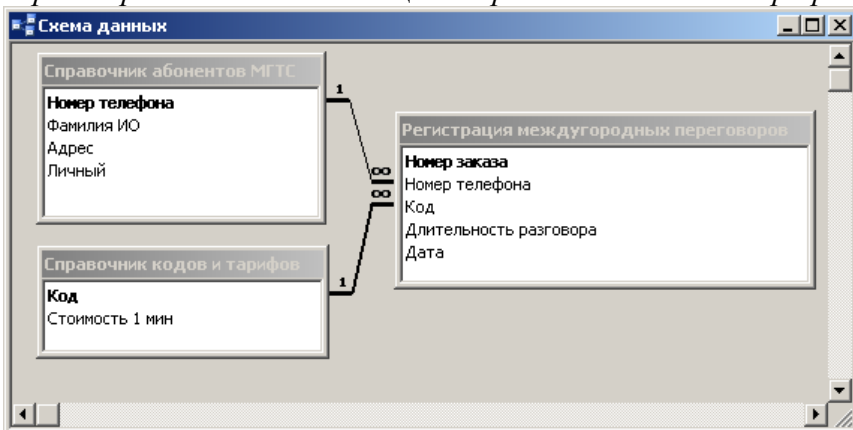 Схема данных
Справочник абонентов МГТС
Номер телефона
Фамилия ИО
Адрес
Личный
1
∞
∞
1
Регистрация междугородных переговоров
Номер заказа
Номер телефона
Код
Длительность разговора
Дата
Справочник кодов и тарифов
Код
Стоимость 1 мин